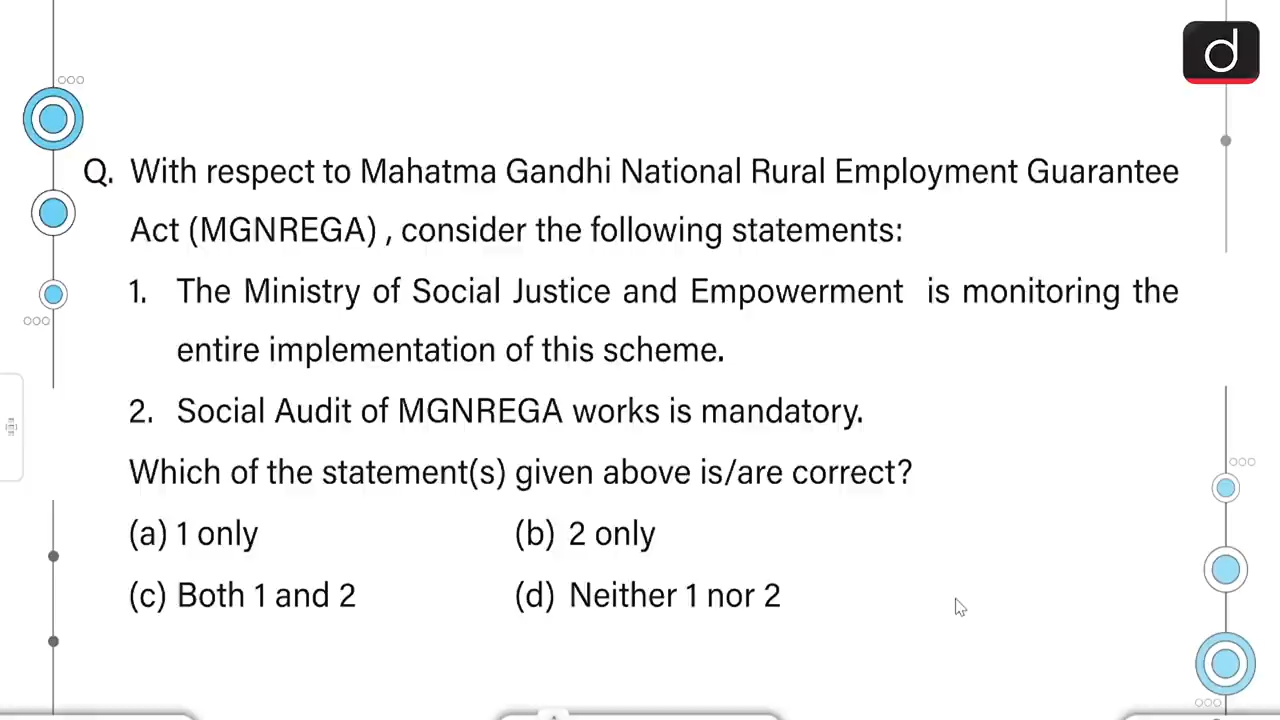 d
Q. With respect to Mahatma Gandhi National Rural Employment Guarantee
Act (MGNREGA) , consider the following statements:
1. The Ministry of Social Justice and Empowerment is monitoring the
entire implementation of this scheme.
2. Social Audit of MGNREGA works is mandatory.
Which of the statement(s) given above is/are correct?
(a) 1 only (b) 2 only
(c) Both 1 and 2 (d) Neither 1 nor 2